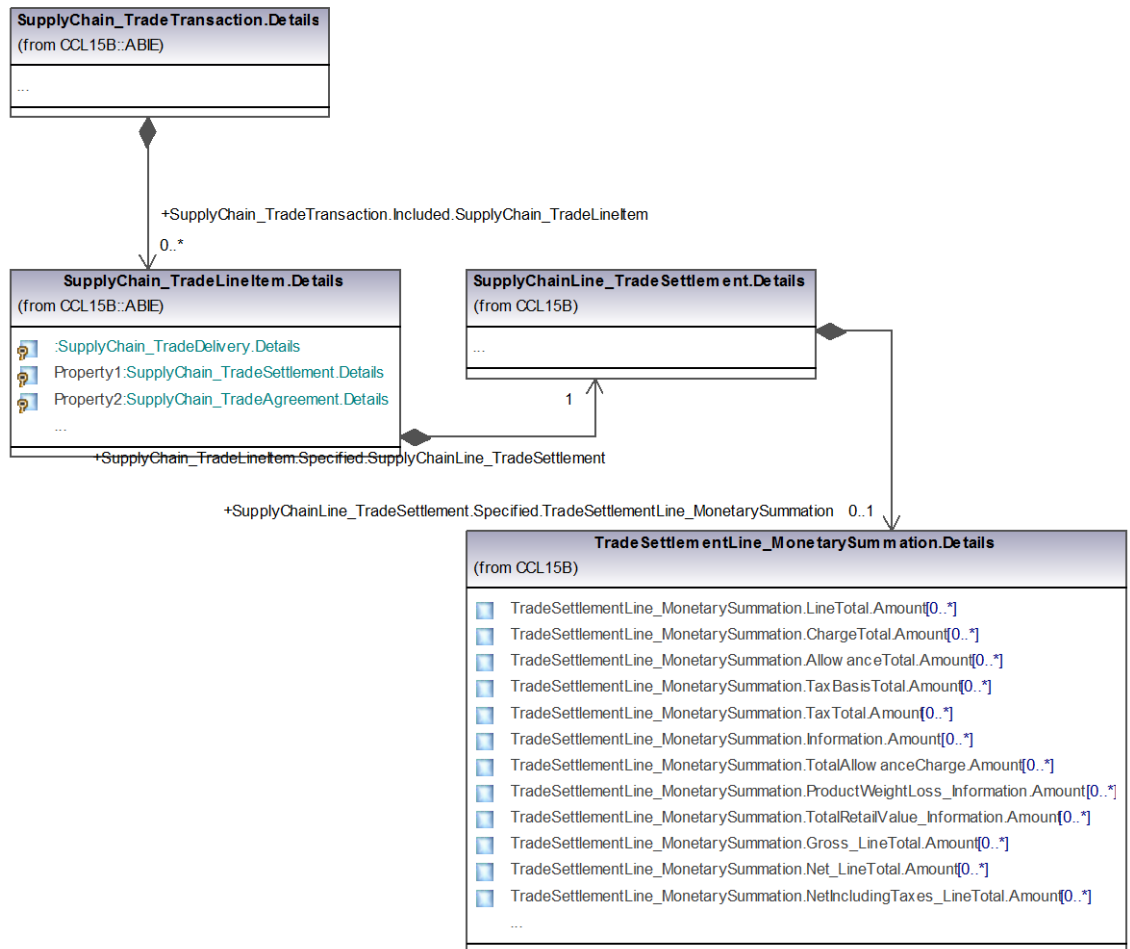 SupplyChain_TradeTransaction.Details
(from CCL15B::ABIE)
...
+SupplyChain_TradeTransaction.Included.SupplyChain_TradeLineItem
0..*
SupplyChain_TradeLineItem.Details
(from CCL15B::ABIE)
:SupplyChain_TradeDelivery.Details
Property1:SupplyChain_TradeSettlement.Details
Property2:SupplyChain_TradeAgreement.Details
...
SupplyChainLine_TradeSettlement.Details
(from CCL15B)
...
1
+SupplyChain_TradeLineItem.Specified.SupplyChainLine_TradeSettlement
+SupplyChainLine_TradeSettlement.Specified.TradeSettlementLine_MonetarySummation 0..1
TradeSettlementLine_MonetarySummation.Details
(from CCL15B)
TradeSettlementLine_MonetarySummation.LineTotal.Amount[0..*]
TradeSettlementLine_MonetarySummation.ChargeTotal.Amount[0..*]
TradeSettlementLine_MonetarySummation.AllowanceTotal.Amount[0..*]
TradeSettlementLine_MonetarySummation.TaxBasisTotal.Amount[0..*]
TradeSettlementLine_MonetarySummation.TaxTotal.Amount[0..*]
TradeSettlementLine_MonetarySummation.Information.Amount[0..*]
TradeSettlementLine_MonetarySummation.TotalAllowanceCharge.Amount[0..*]
TradeSettlementLine_MonetarySummation.ProductWeightLoss_Information.Amount[0..*]
TradeSettlementLine_MonetarySummation.TotalRetailValue_Information.Amount[0..*]
TradeSettlementLine_MonetarySummation.Gross_LineTotal.Amount[0..*]
TradeSettlementLine_MonetarySummation.Net_LineTotal.Amount[0..*]
TradeSettlementLine_MonetarySummation.NetIncludingTaxes_LineTotal.Amount[0..*]
...